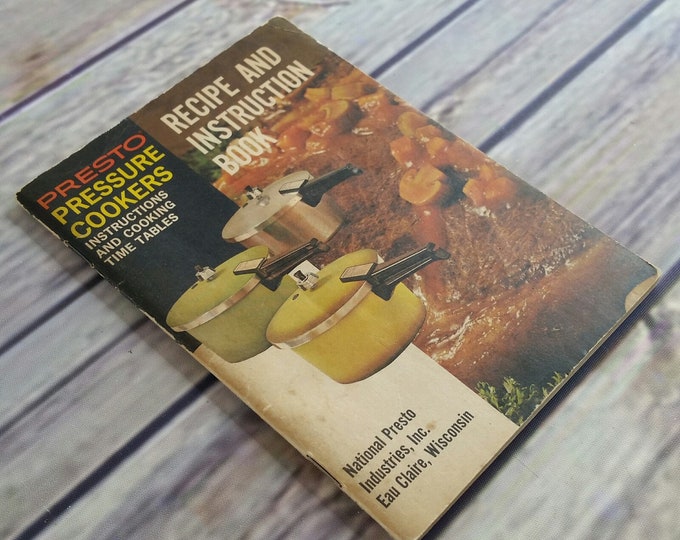 RECIPE AND
INSTRUCTION
BOOK
PRESTO
PRESSURE
COOKERS
INSTRUCTIONS
AND COOKING
TIME TABLES
National Presto
Industries, Inc.
Eau Claire, Wisconsin